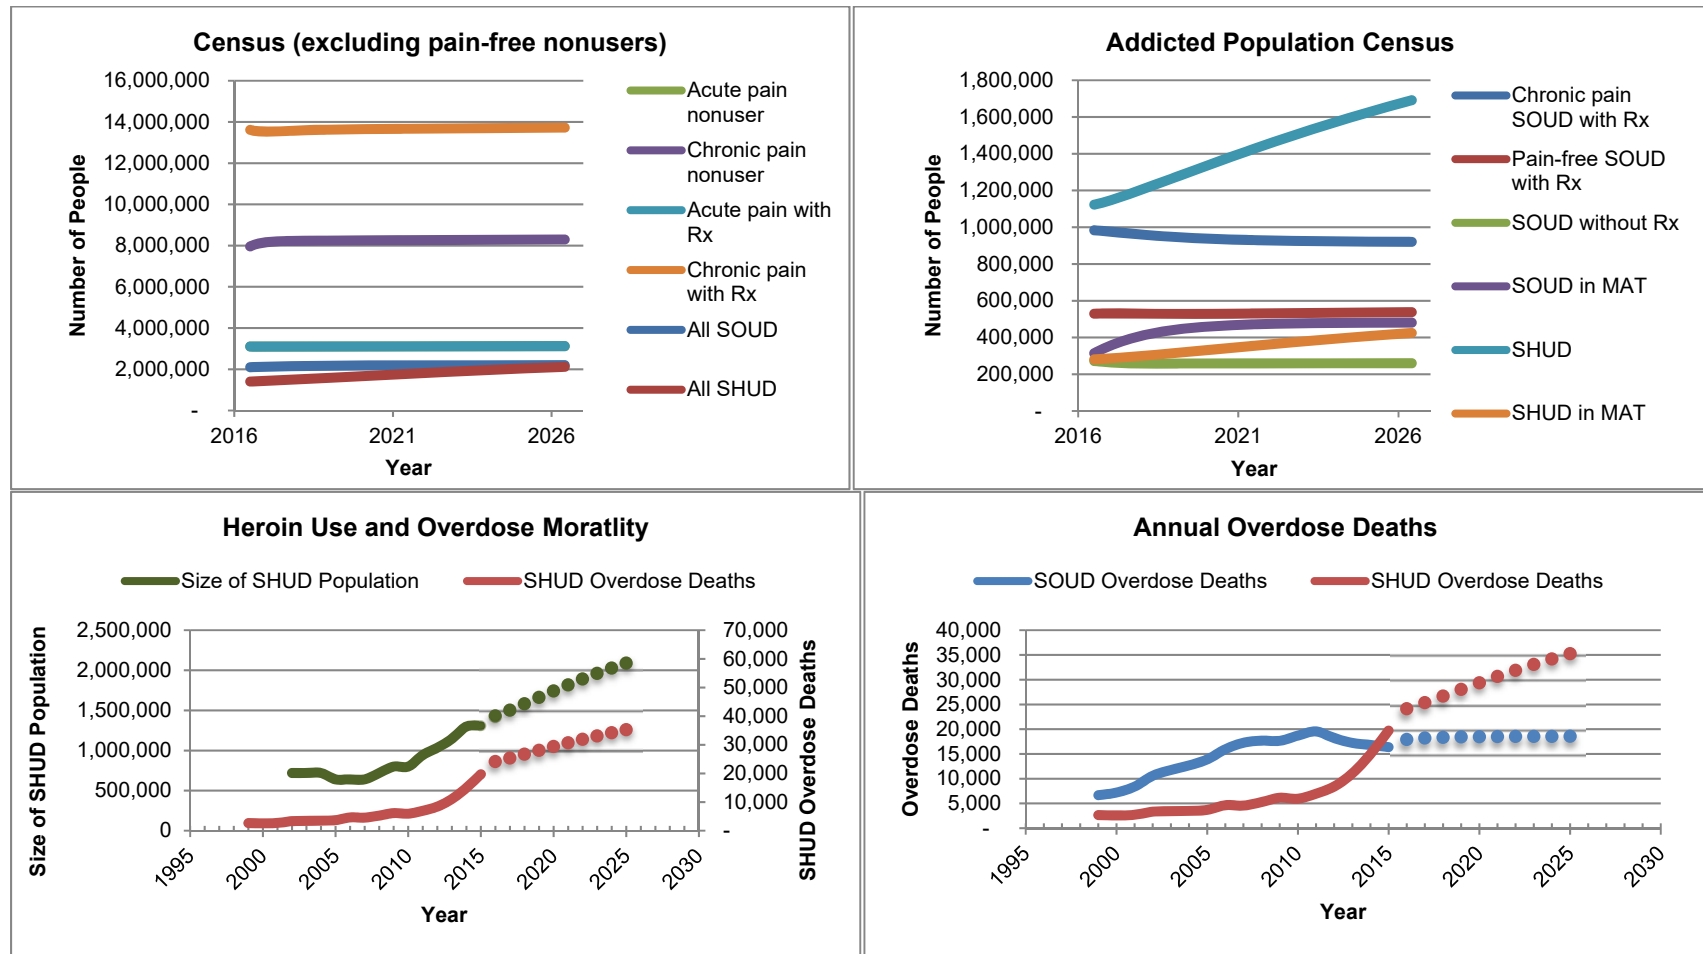 Census (excluding pain-free nonusers)
Number of People
16,000,000
14,000,000
12,000,000
10,000,000
8,000,000
6,000,000
4,000,000
2,000,000
-
2016
2021
2026
Year
Acute pain
nonuser
Chronic pain
nonuser
Acute pain with
Rx
Chronic pain
with Rx
All SOUD
All SHUD
Addicted Population Census
Number of People
1,800,000
1,600,000
1,400,000
1,200,000
1,000,000
800,000
600,000
400,000
200,000
-
2016
2021
2026
Year
Chronic pain
SOUD with Rx
Pain-free SOUD
with Rx
SOUD without Rx
SOUD in MAT
SHUD
SHUD in MAT
Heroin Use and Overdose Moratlity
Size of SHUD Population
SHUD Overdose Deaths
Size of SHUD Population
2,500,000
2,000,000
1,500,000
1,000,000
500,000
0
70,000
60,000
50,000
40,000
30,000
20,000
10,000
-
SHUD Overdose Deaths
1995
2000
2005
2010
2015
2020
2025
2030
Year
Annual Overdose Deaths
SOUD Overdose Deaths
SHUD Overdose Deaths
Overdose Deaths
40,000
35,000
30,000
25,000
20,000
15,000
10,000
5,000
-
1995
2000
2005
2010
2015
2020
2025
2030
Year